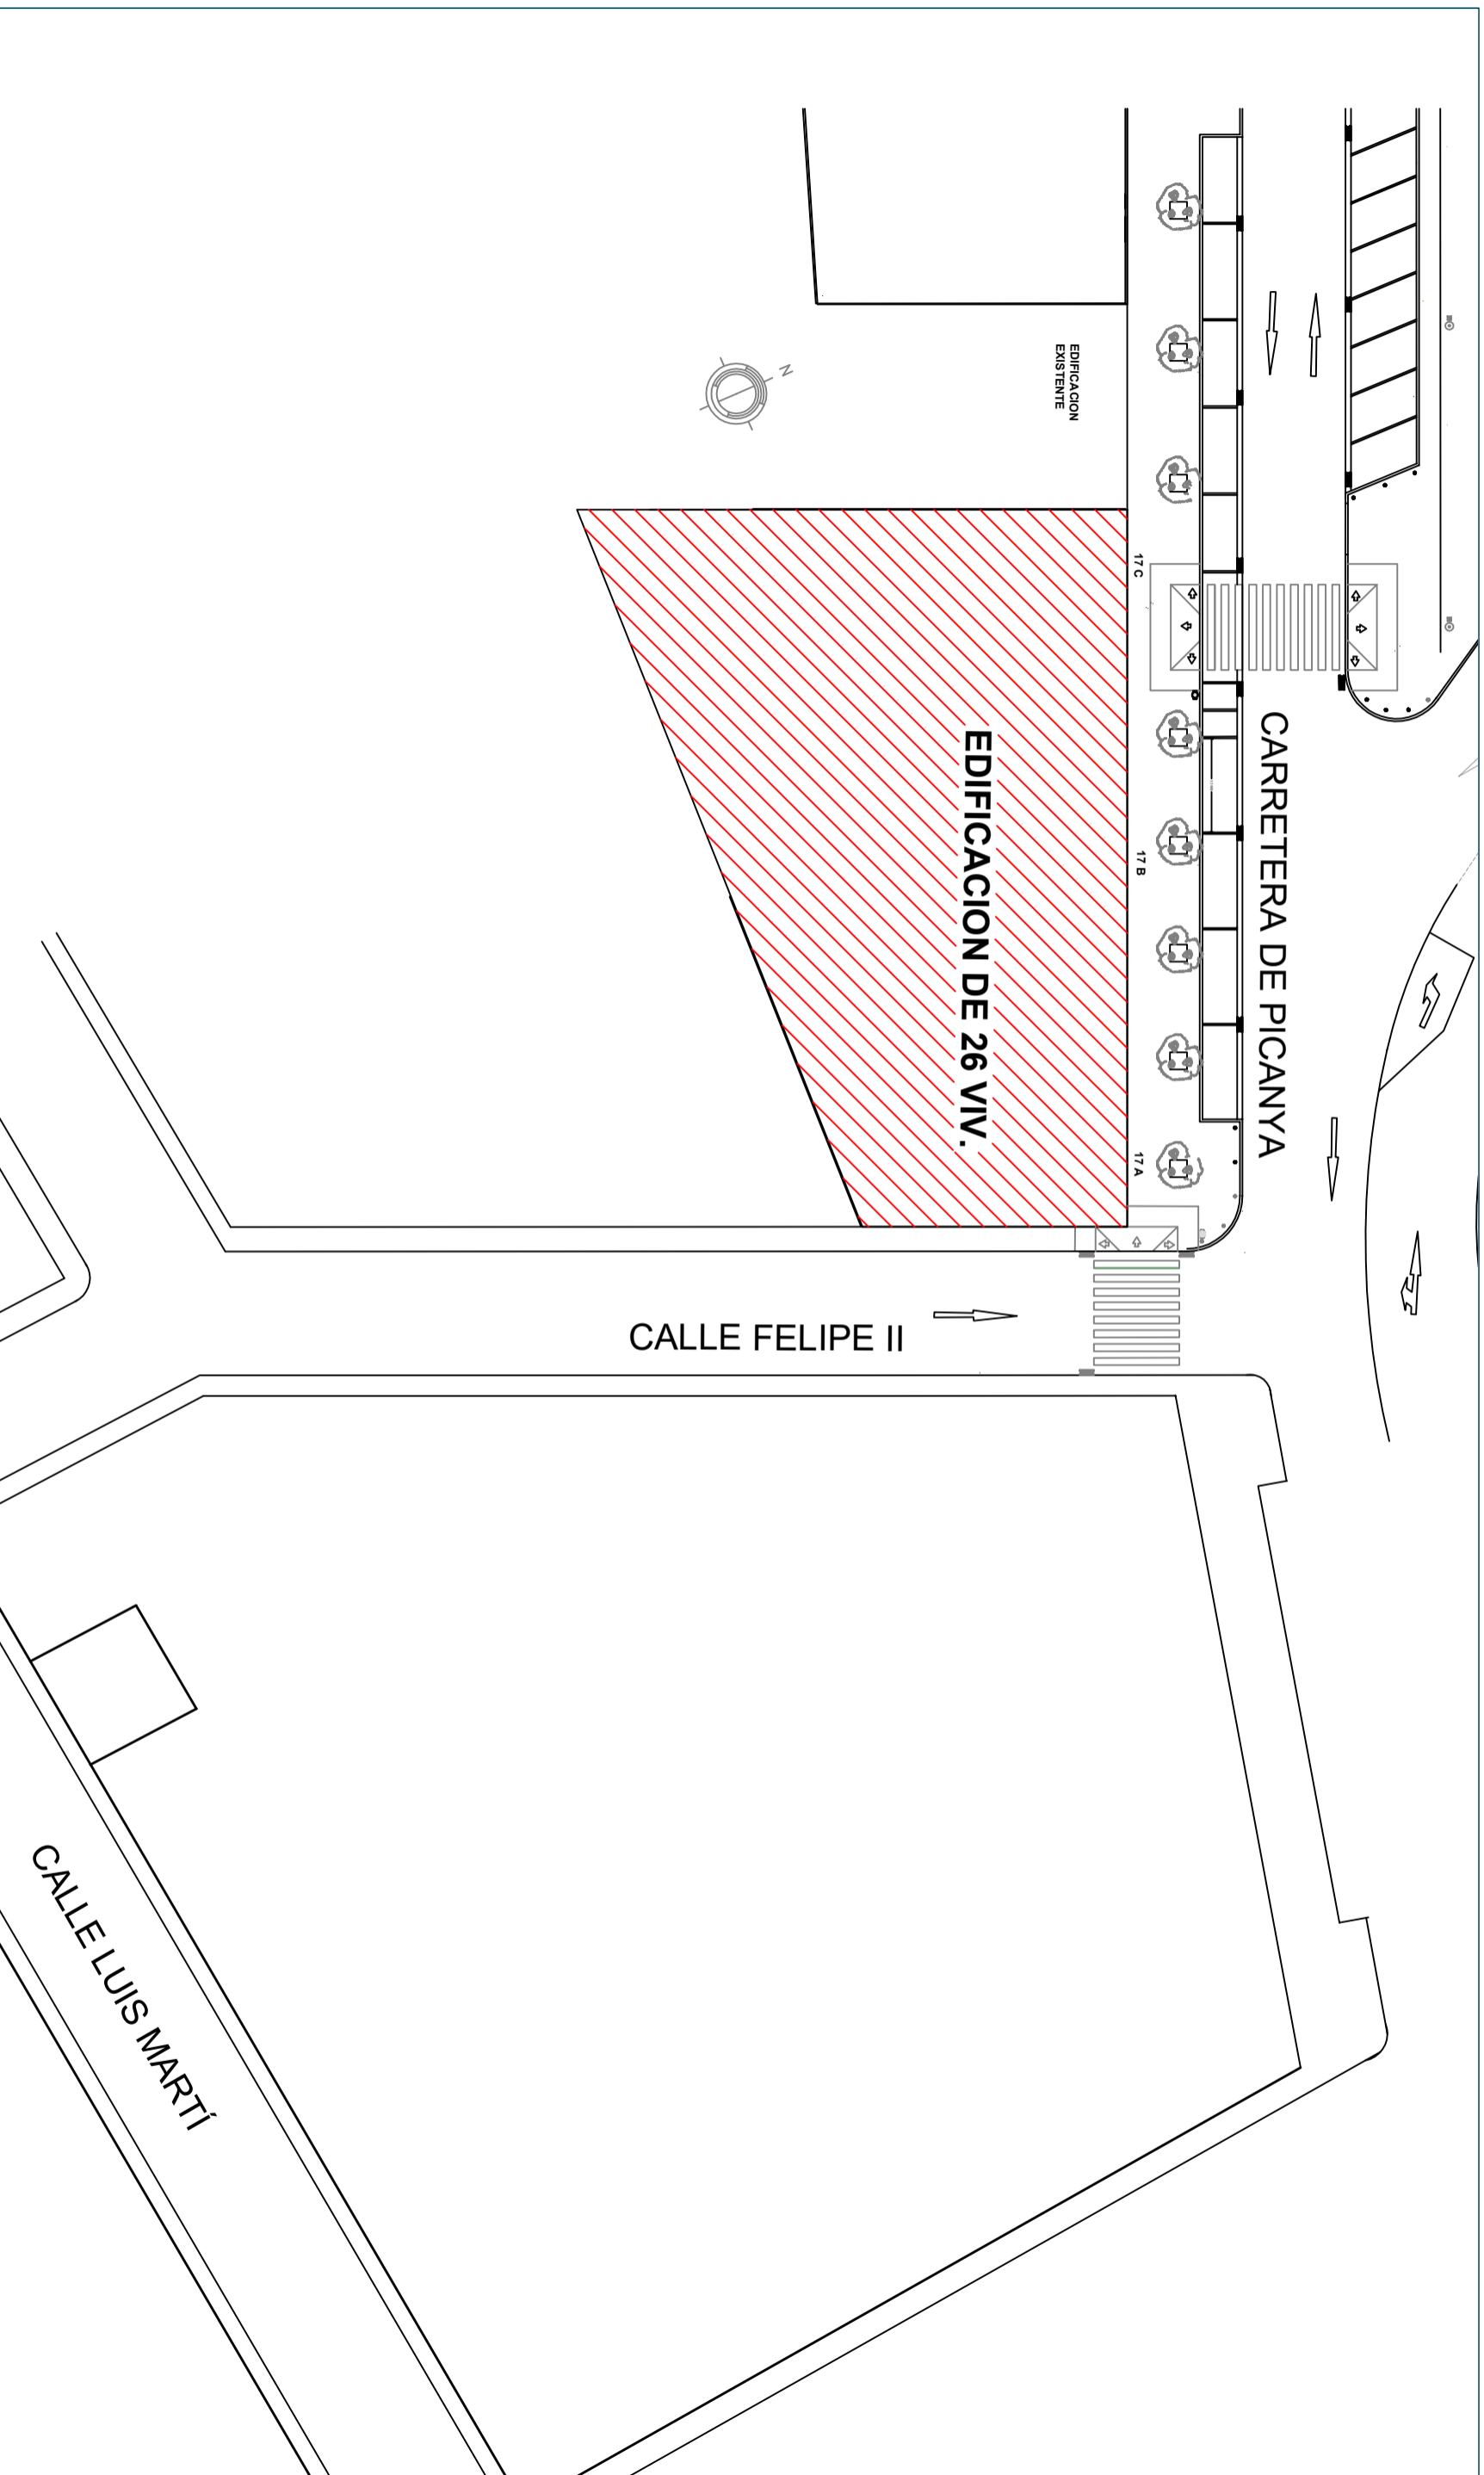 N
EDIFICACION
EXISTENTE
17 C
CARRETERA DE PICANYA
EDIFICACION DE 26 VIV.
17 B
17 A
CALLE FELIPE II
CALLE LUIS MARTÍ